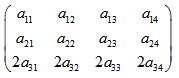 a₁₁ a₁₂ a₁₃ a₁₄
a₂₁ a₂₂ a₂₃ a₂₄
2a₃₁ 2a₃₂ 2a₃₃ 2a₃₄